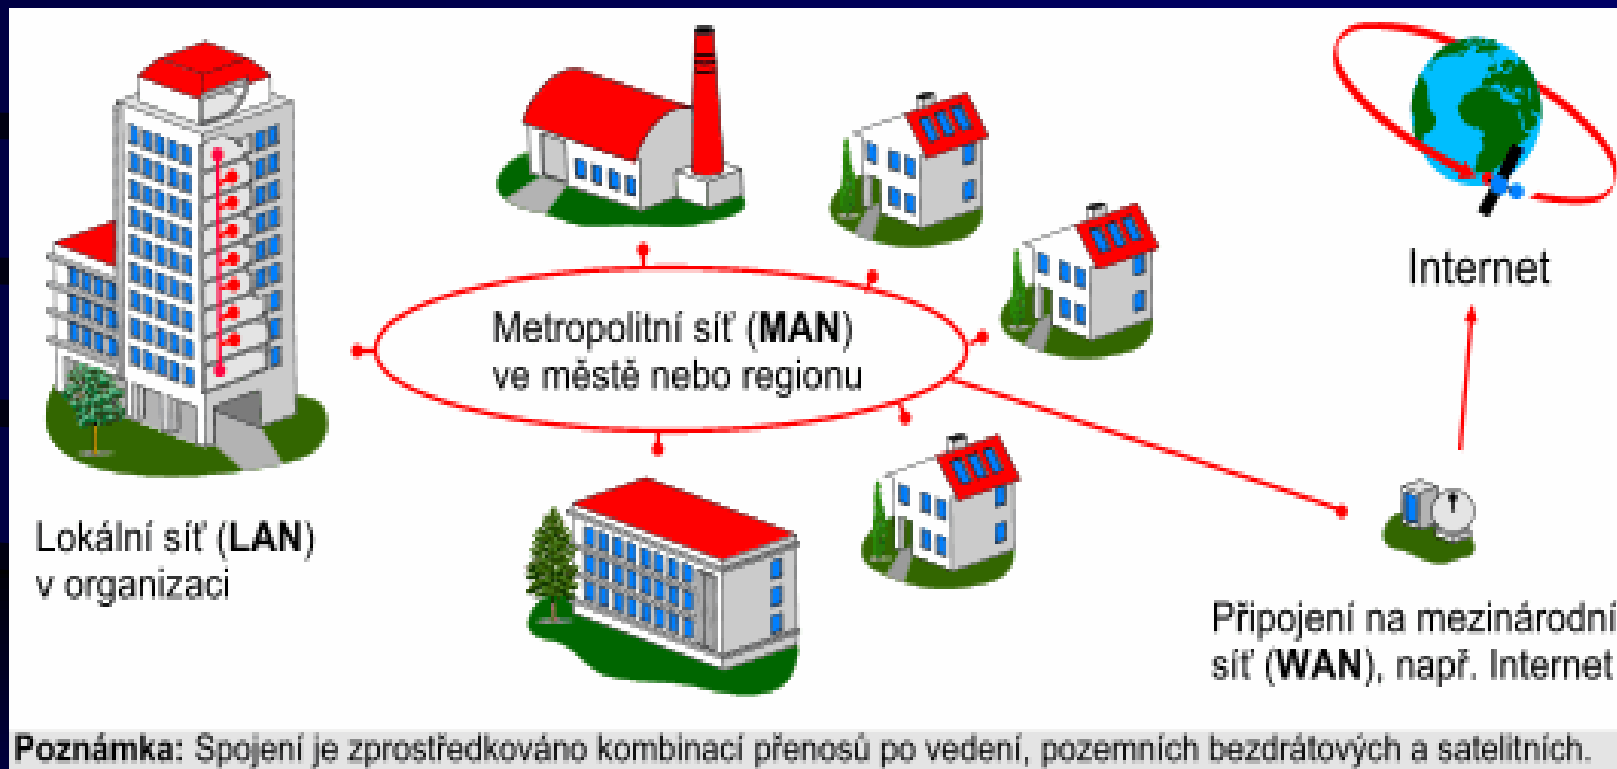 Internet
Metropolitní síť (MAN)
ve městě nebo regionu
Lokální síť (LAN)
v organizaci
Připojení na mezinárodní
síť (WAN), např. Internet
Poznámka: Spojení je zprostředkováno kombinací přenosů po vedení, pozemních bezdrátových a satelitních.